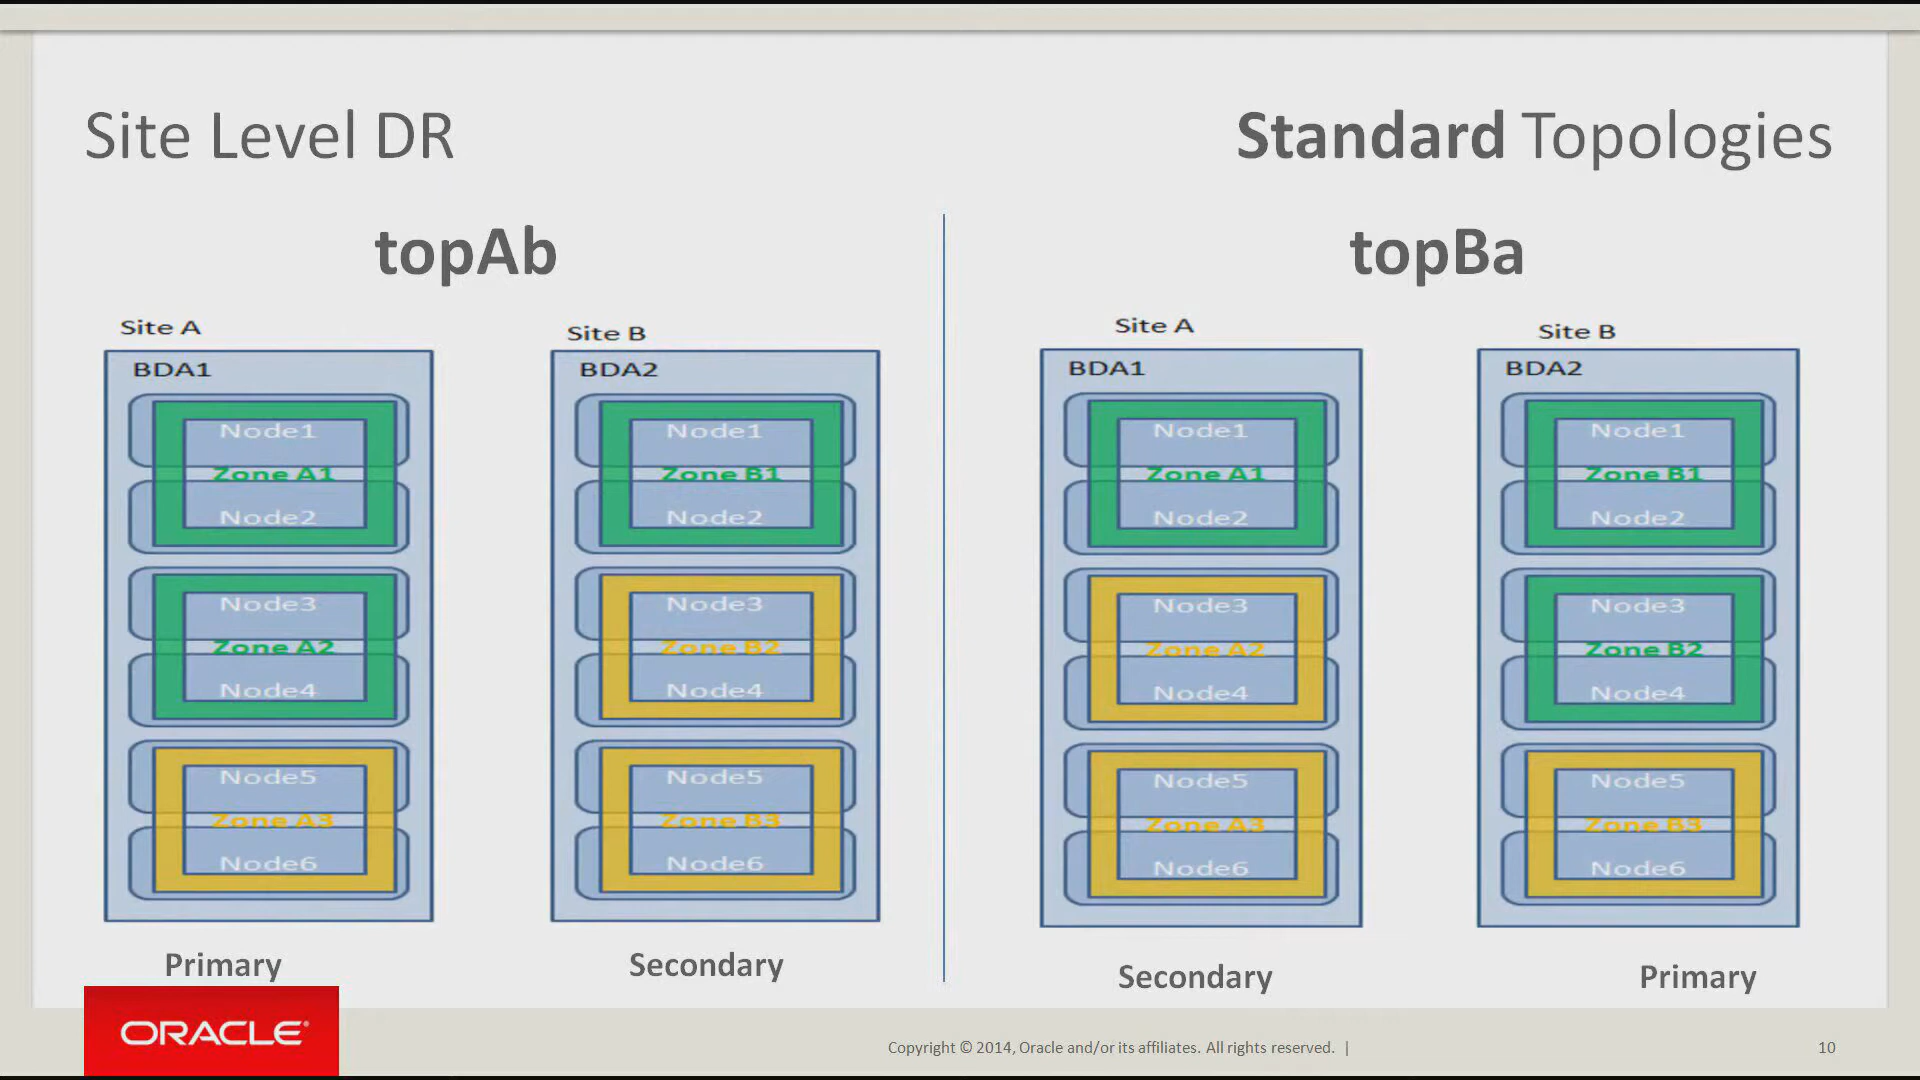 Site Level DR
Standard Topologies
topAb
Site A
Site B
BDA1
Node1
Zone A1
Node2
Node3
Zone A2
Node4
Node5
Zone A3
Node6
BDA2
Node1
Zone B1
Node2
Node3
Zone B2
Node4
Node5
Zone B3
Node6
Primary
Secondary
topBa
Site A
Site B
BDA1
Node1
Zone A1
Node2
Node3
Zone A2
Node4
Node5
Zone A3
Node6
BDA2
Node1
Zone B1
Node2
Node3
Zone B2
Node4
Node5
Zone B3
Node6
Secondary
Primary
ORACLE®
Copyright © 2014, Oracle and/or its affiliates. All rights reserved. |
10